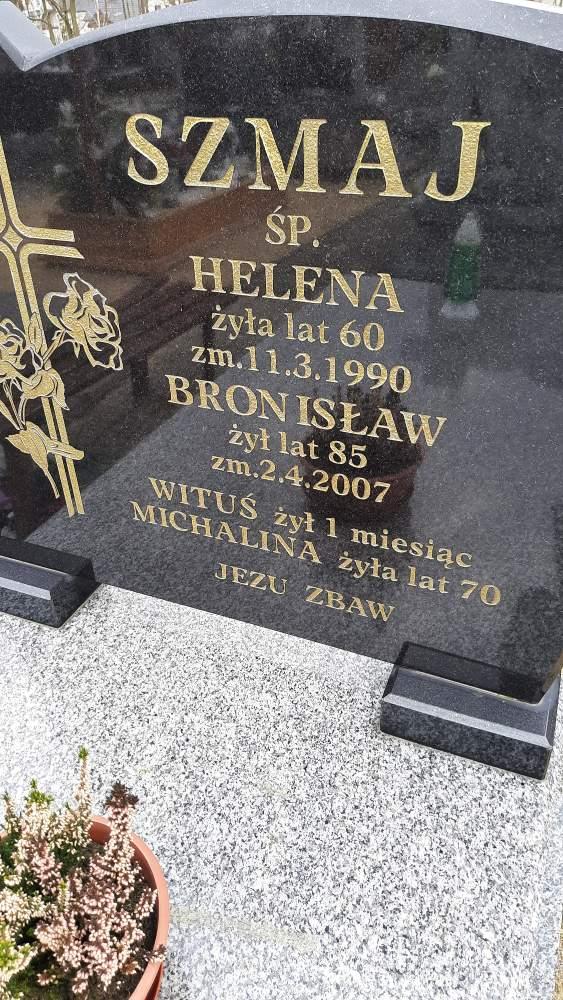 SZMAJ
ŚP.
HELENA
żyła lat 60
zm.11.3.1990
BRONISŁAW
żył lat 85
zm.2.4.2007
WITUŚ żył 1 miesiąc
MICHALINA żyła lat 70
JEZU ZBAW